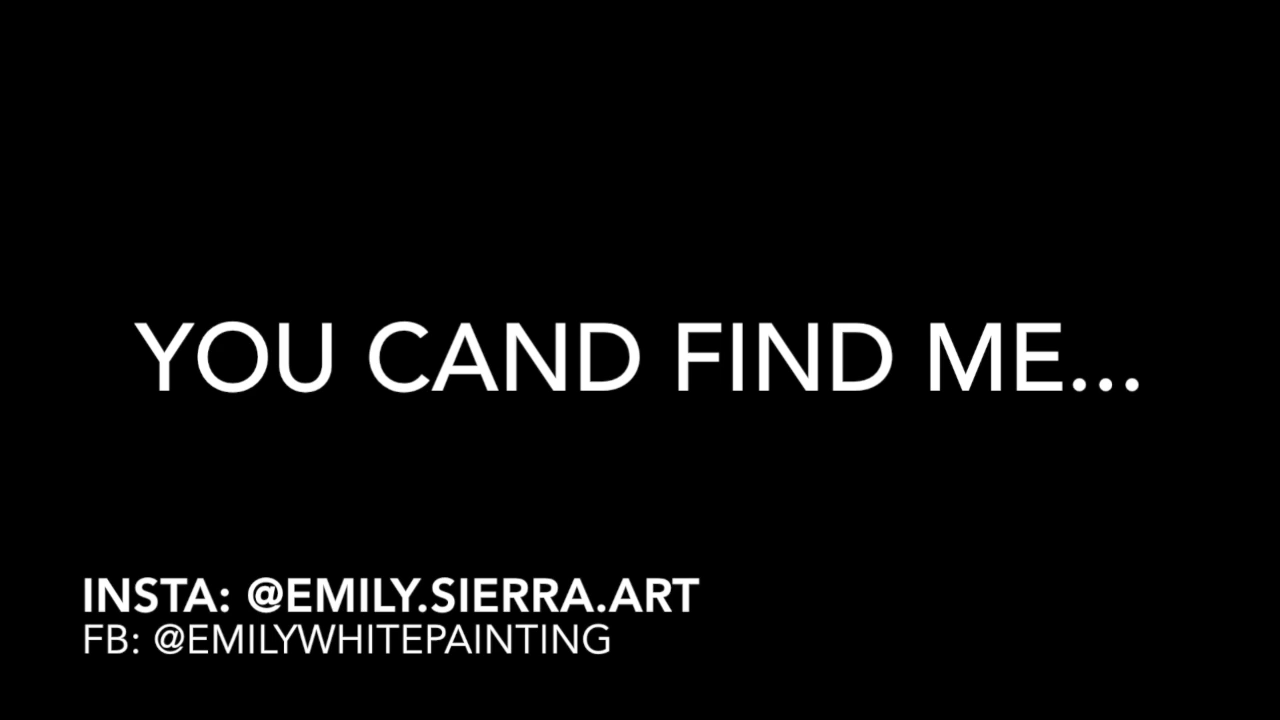 YOU CAND FIND ME...
INSTA: @EMILY.SIERRA.ART
FB: @EMILYWHITEPAINTING